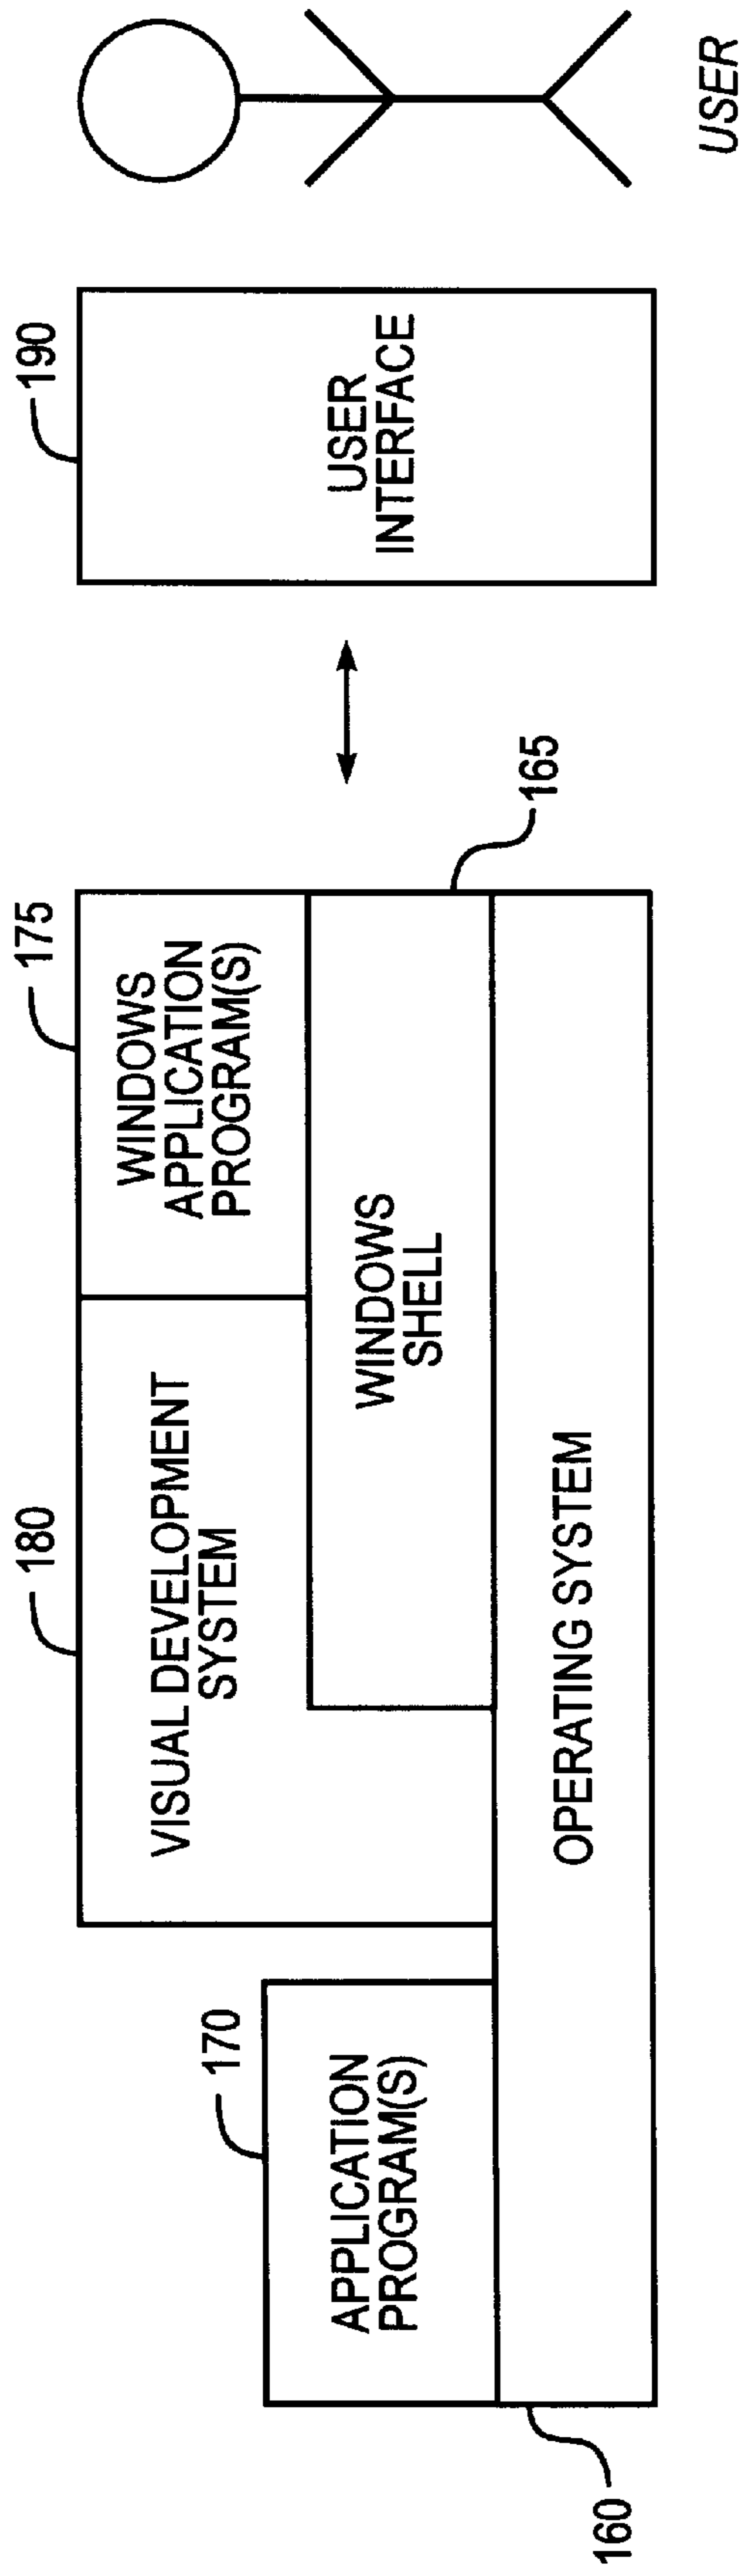 180
175
190
170
VISUAL DEVELOPMENT
SYSTEM
WINDOWS
APPLICATION
PROGRAM(S)
APPLICATION
PROGRAM(S)
WINDOWS
SHELL
USER
INTERFACE
165
OPERATING SYSTEM
160
USER